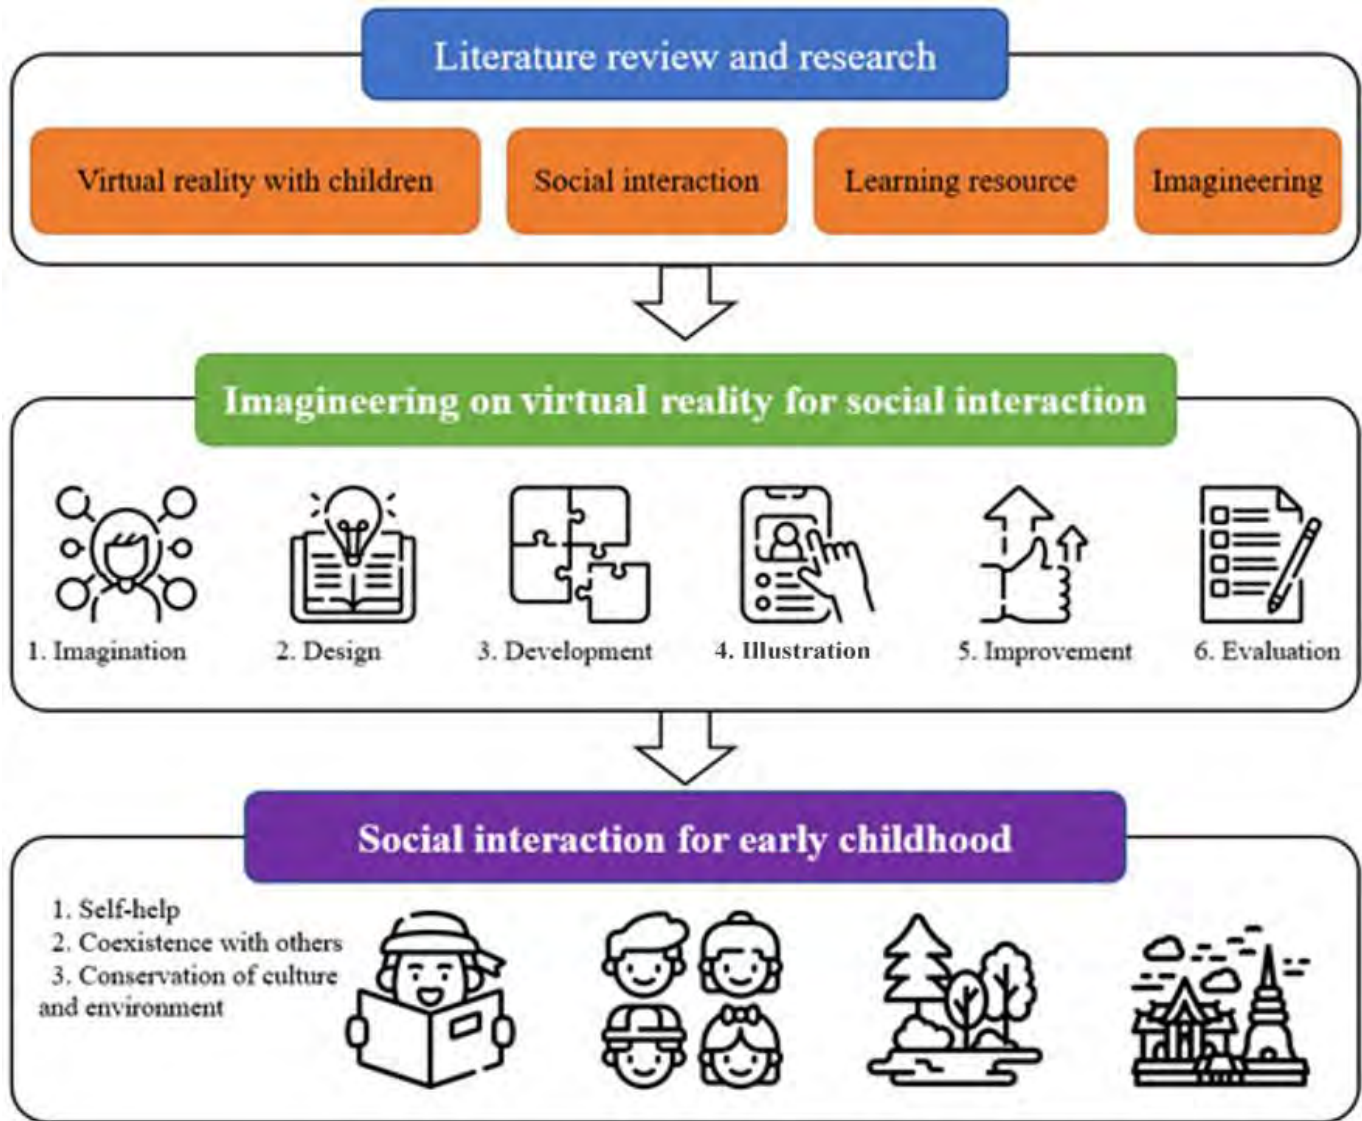 Literature review and research
Virtual reality with children
Social interaction
Learning resource
Imagineering
Imagineering on virtual reality for social interaction
1. Imagination
2. Design
3. Development
4. Illustration
5. Improvement
6. Evaluation
Social interaction for early childhood
1. Self-help
2. Coexistence with others
3. Conservation of culture
and environment